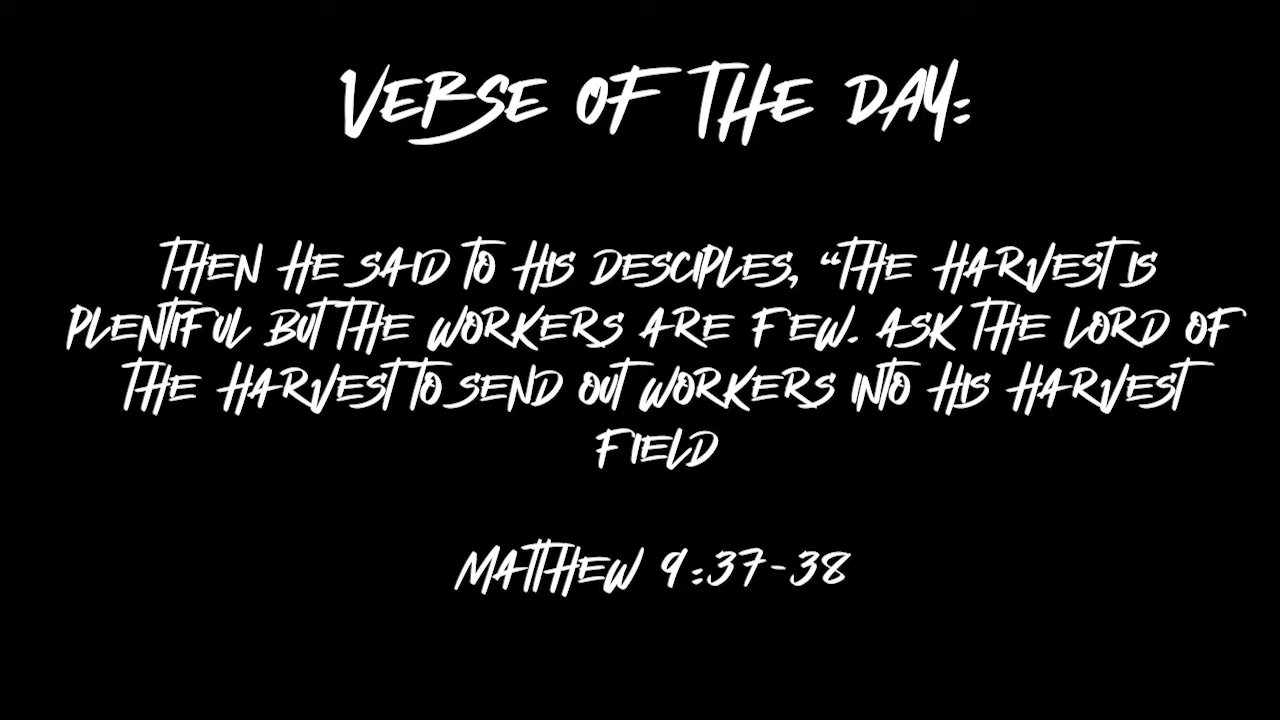 VERSE OF THE DAY:
THEN HE SAID TO HIS DESCIPLES, “THE HARVEST IS
PLENTIFUL BUT THE WORKERS ARE FEW. ASK THE LORD OF
THE HARVEST TO SEND OUT WORKERS INTO HIS HARVEST
FIELD
MATTHEW 9:37-38